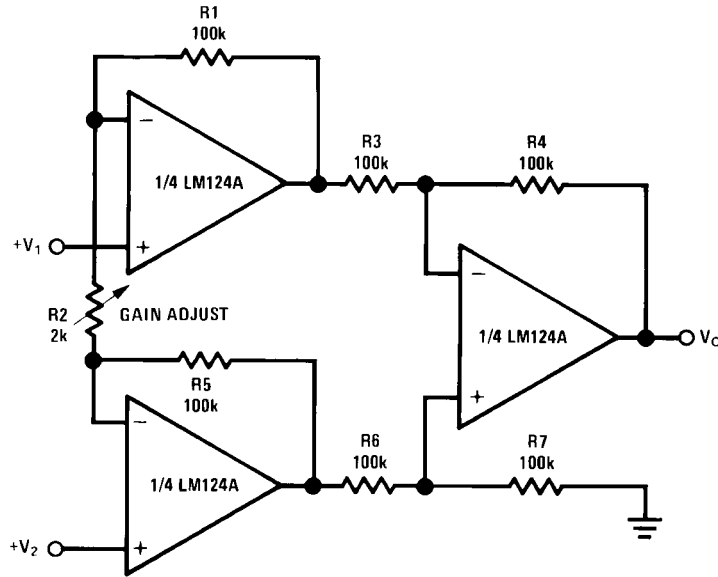 R1
100k
−
1/4 LM124A
+
+V1
R3
100k
R4
100k
−
1/4 LM124A
+
VO
R2
2k
GAIN ADJUST
R5
100k
−
1/4 LM124A
+
+V2
R6
100k
R7
100k